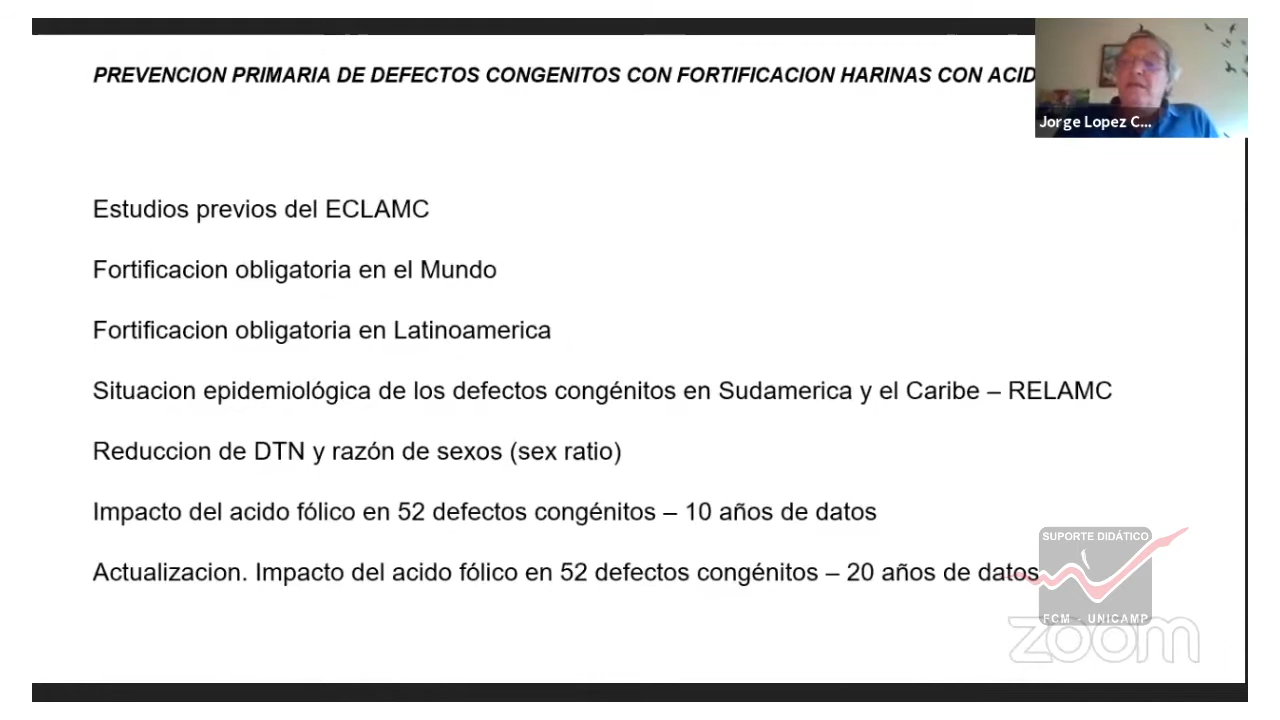 PREVENCION PRIMARIA DE DEFECTOS CONGENITOS CON FORTIFICACION HARINAS CON ACID
Jorge Lopez C...
Estudios previos del ECLAMC
Fortificacion obligatoria en el Mundo
Fortificacion obligatoria en Latinoamerica
Situacion epidemiológica de los defectos congénitos en Sudamerica y el Caribe – RELAMC
Reduccion de DTN y razón de sexos (sex ratio)
Impacto del acido fólico en 52 defectos congénitos – 10 años de datos
Actualizacion. Impacto del acido fólico en 52 defectos congénitos – 20 años de datos
SUPORTE DIDÁTICO
FCM - UNICAMP
zoom